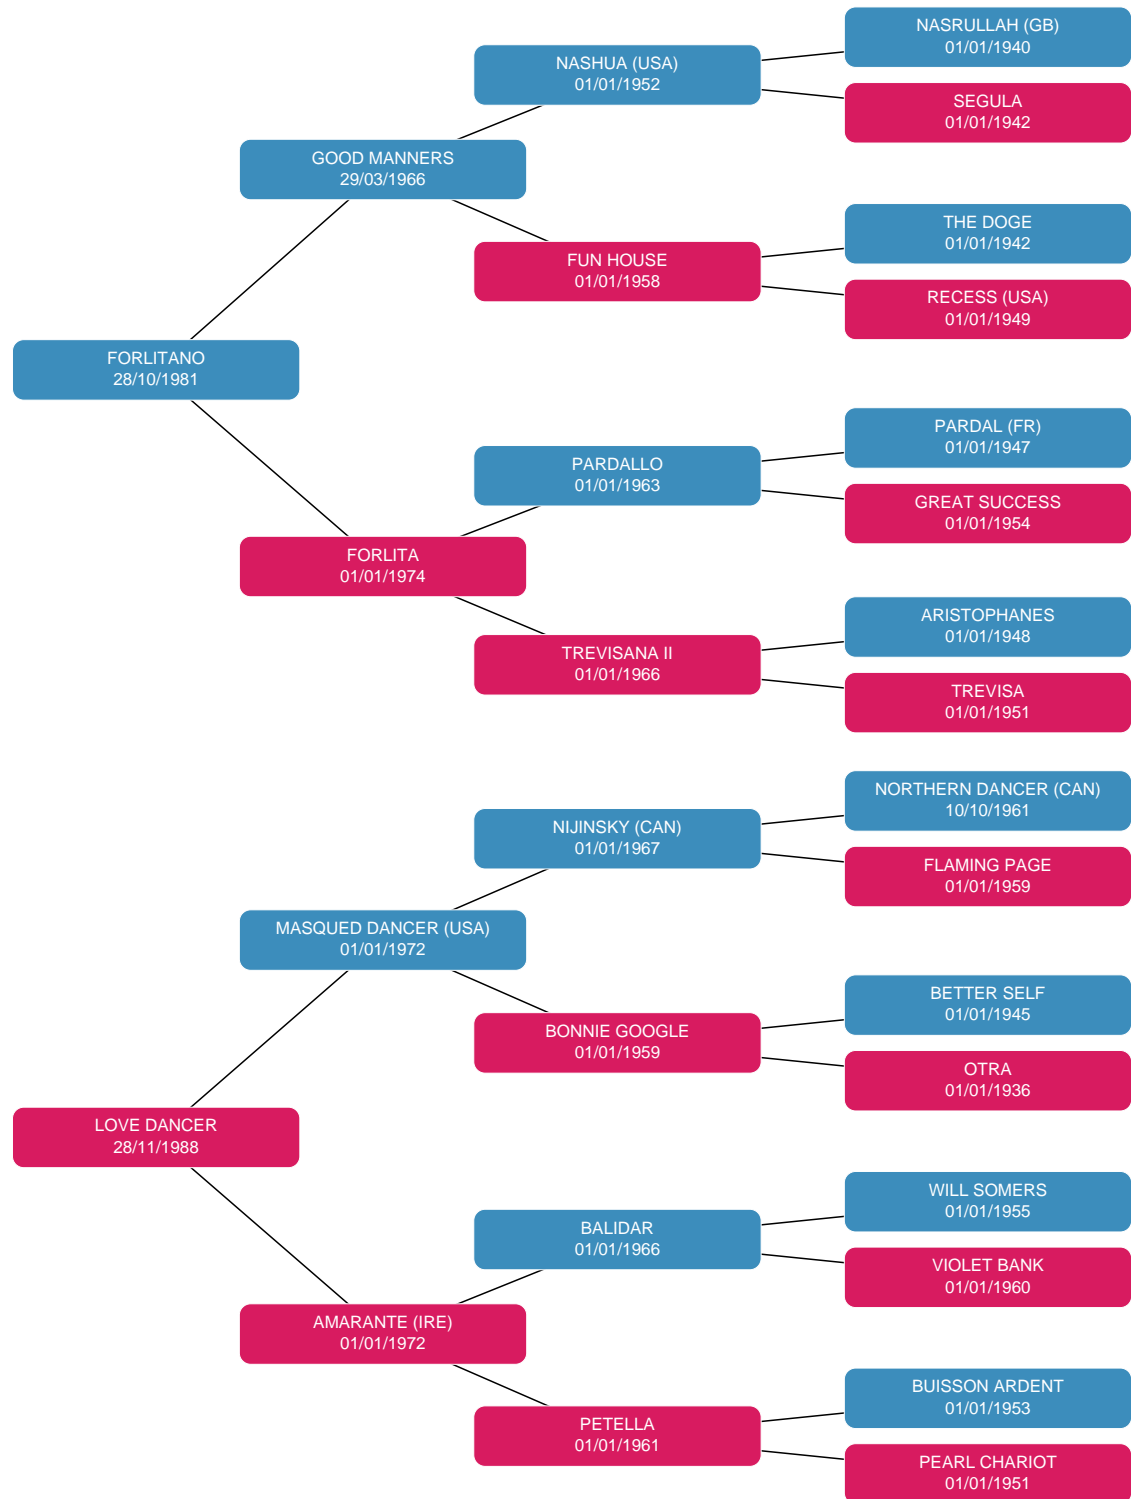 NASRULLAH (GB)
01/01/1940
NASHUA (USA)
01/01/1952
SEGULA
01/01/1942
GOOD MANNERS
29/03/1966
THE DOGE
01/01/1942
FUN HOUSE
01/01/1958
RECESS (USA)
01/01/1949
FORLITANO
28/10/1981
PARDAL (FR)
01/01/1947
PARDALLO
01/01/1963
GREAT SUCCESS
01/01/1954
FORLITA
01/01/1974
ARISTOPHANES
01/01/1948
TREVISANA II
01/01/1966
TREVISA
01/01/1951
NORTHERN DANCER (CAN)
10/10/1961
NIJINSKY (CAN)
01/01/1967
FLAMING PAGE
01/01/1959
MASQUED DANCER (USA)
01/01/1972
BETTER SELF
01/01/1945
BONNIE GOOGLE
01/01/1959
OTRA
01/01/1936
LOVE DANCER
28/11/1988
WILL SOMERS
01/01/1955
BALIDAR
01/01/1966
VIOLET BANK
01/01/1960
AMARANTE (IRE)
01/01/1972
BUISSON ARDENT
01/01/1953
PETELLA
01/01/1961
PEARL CHARIOT
01/01/1951